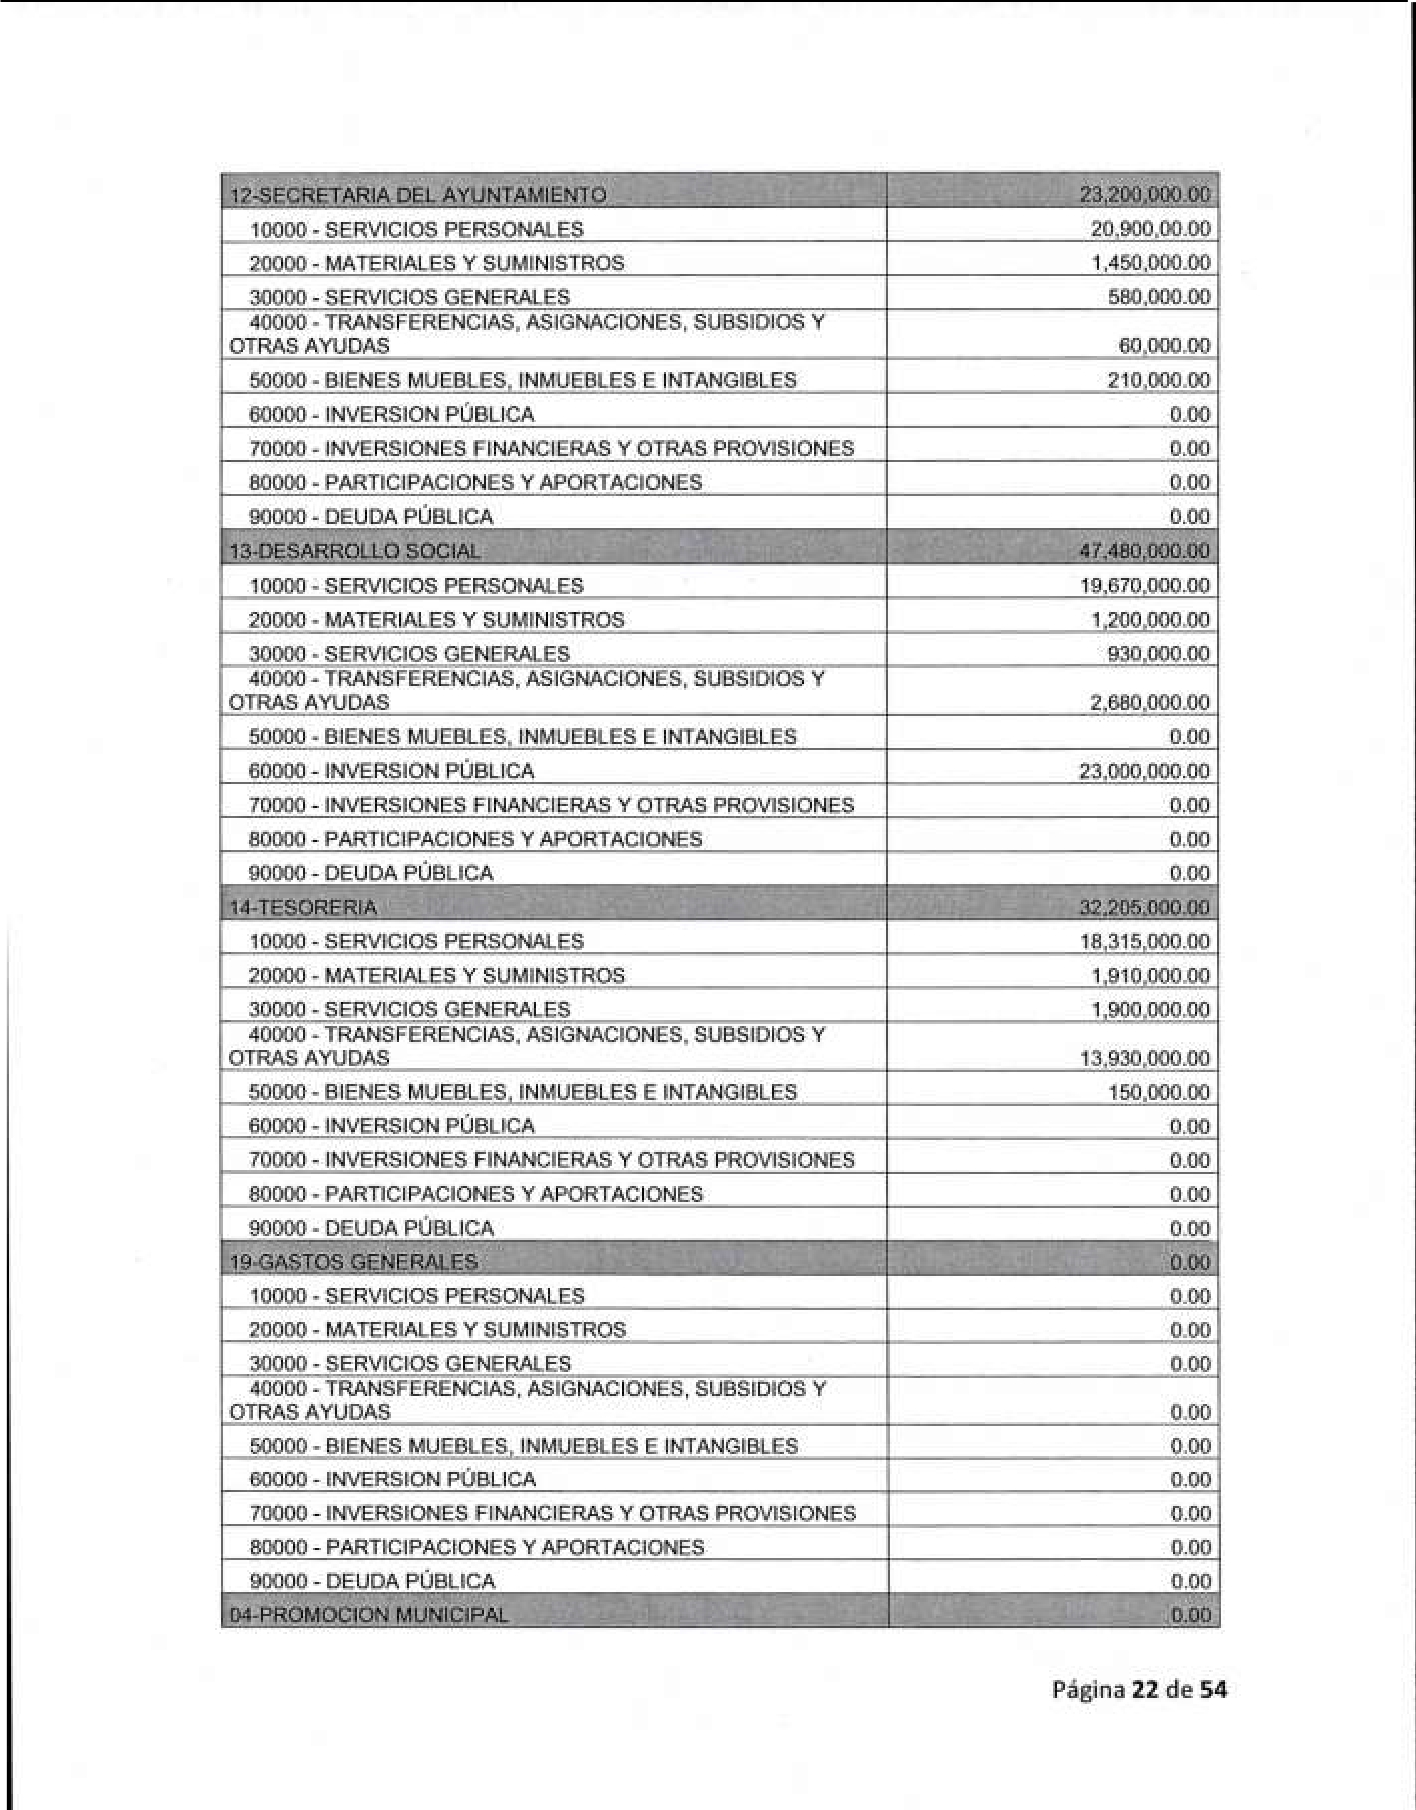 12-SECRETARIA DEL AYUNTAMIENTO 23,200,000.00
10000 - SERVICIOS PERSONALES 20,900,00.00
20000 - MATERIALES Y SUMINISTROS 1,450,000.00
30000 - SERVICIOS GENERALES 580,000.00
40000 - TRANSFERENCIAS, ASIGNACIONES, SUBSIDIOS Y
OTRAS AYUDAS 60,000.00
50000 - BIENES MUEBLES, INMUEBLES E INTANGIBLES 210,000.00
60000 - INVERSION PÚBLICA 0.00
70000 - INVERSIONES FINANCIERAS Y OTRAS PROVISIONES 0.00
80000 - PARTICIPACIONES Y APORTACIONES 0.00
90000 - DEUDA PÚBLICA 0.00
13-DESARROLLO SOCIAL 47,480,000.00
10000 - SERVICIOS PERSONALES 19,670,000.00
20000 - MATERIALES Y SUMINISTROS 1,200,000.00
30000 - SERVICIOS GENERALES 930,000.00
40000 - TRANSFERENCIAS, ASIGNACIONES, SUBSIDIOS Y
OTRAS AYUDAS 2,680,000.00
50000 - BIENES MUEBLES, INMUEBLES E INTANGIBLES 0.00
60000 - INVERSION PÚBLICA 23,000,000.00
70000 - INVERSIONES FINANCIERAS Y OTRAS PROVISIONES 0.00
80000 - PARTICIPACIONES Y APORTACIONES 0.00
90000 - DEUDA PÚBLICA 0.00
14-TESORERIA 32,205,000.00
10000 - SERVICIOS PERSONALES 18,315,000.00
20000 - MATERIALES Y SUMINISTROS 1,910,000.00
30000 - SERVICIOS GENERALES 1,900,000.00
40000 - TRANSFERENCIAS, ASIGNACIONES, SUBSIDIOS Y
OTRAS AYUDAS 13,930,000.00
50000 - BIENES MUEBLES, INMUEBLES E INTANGIBLES 150,000.00
60000 - INVERSION PÚBLICA 0.00
70000 - INVERSIONES FINANCIERAS Y OTRAS PROVISIONES 0.00
80000 - PARTICIPACIONES Y APORTACIONES 0.00
90000 - DEUDA PÚBLICA 0.00
19-GASTOS GENERALES 0.00
10000 - SERVICIOS PERSONALES 0.00
20000 - MATERIALES Y SUMINISTROS 0.00
30000 - SERVICIOS GENERALES 0.00
40000 - TRANSFERENCIAS, ASIGNACIONES, SUBSIDIOS Y
OTRAS AYUDAS 0.00
50000 - BIENES MUEBLES, INMUEBLES E INTANGIBLES 0.00
60000 - INVERSION PÚBLICA 0.00
70000 - INVERSIONES FINANCIERAS Y OTRAS PROVISIONES 0.00
80000 - PARTICIPACIONES Y APORTACIONES 0.00
90000 - DEUDA PÚBLICA 0.00
04-PROMOCION MUNICIPAL 0.00
Página 22 de 54